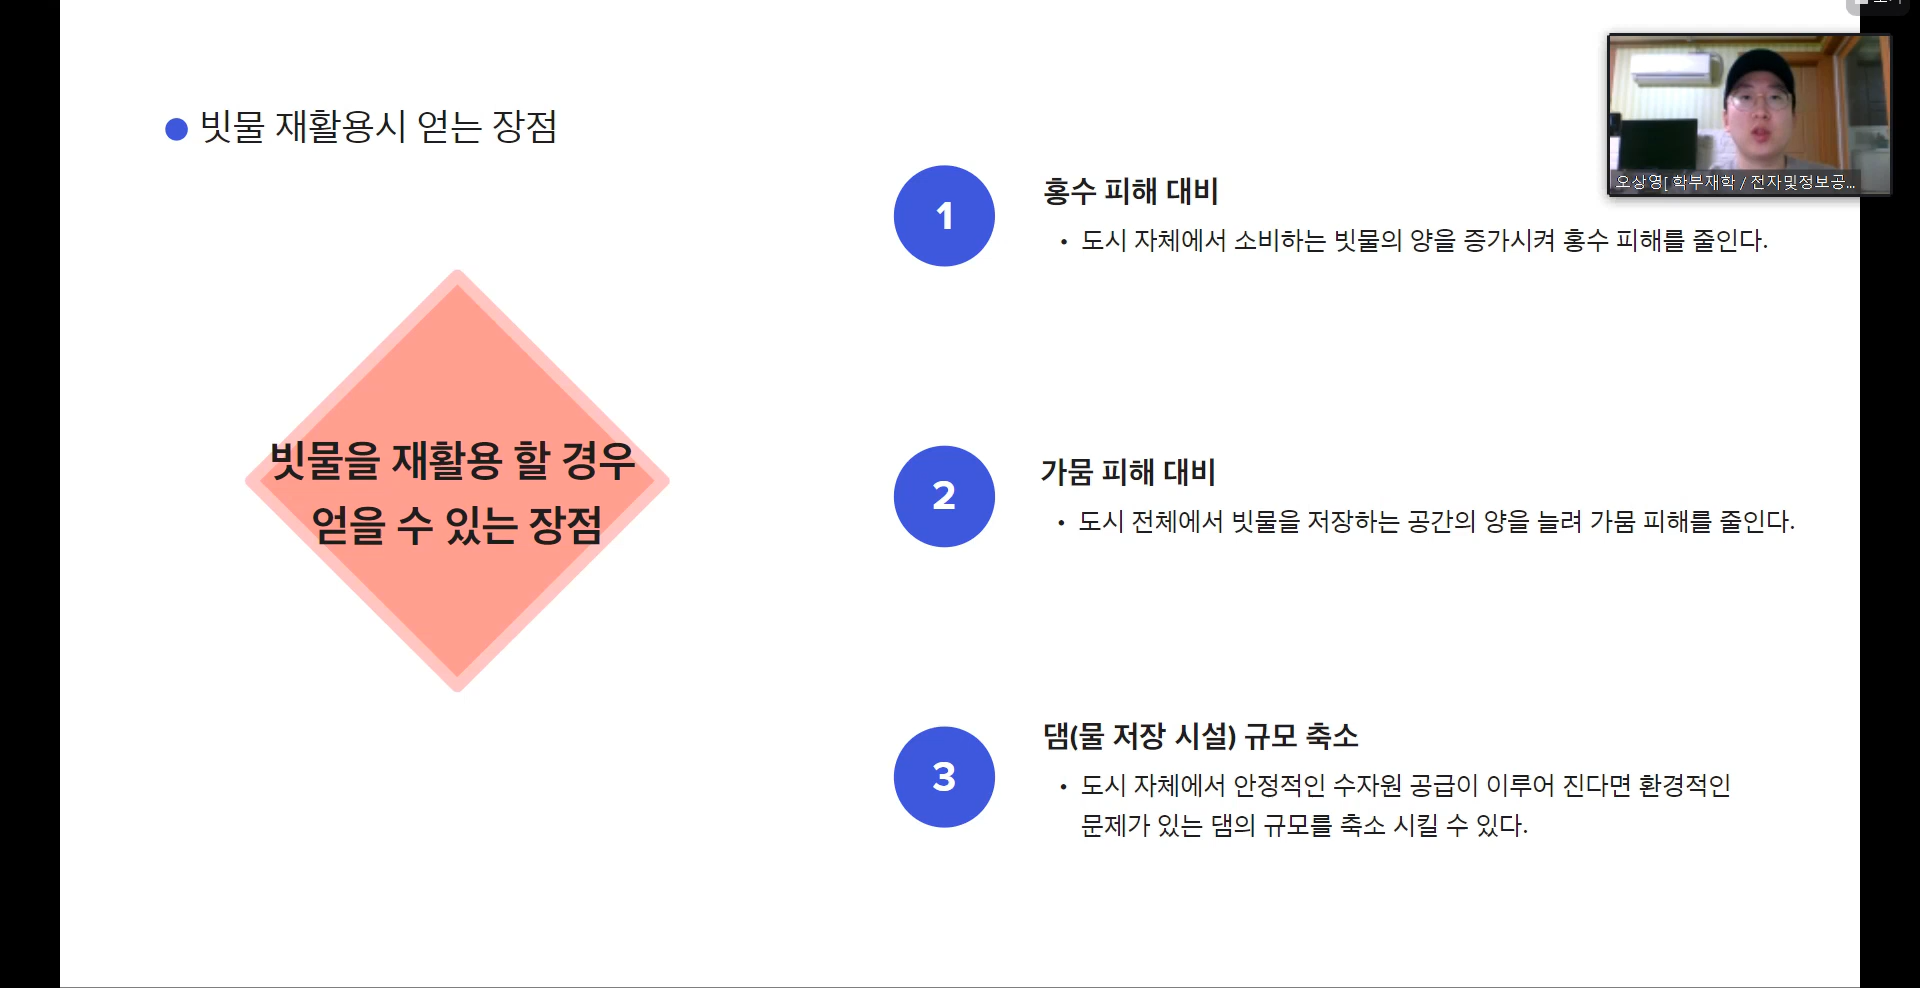 빗물 재활용시 얻는 장점
빗물을 재활용 할 경우
얻을 수 있는 장점
1
홍수 피해 대비
• 도시 자체에서 소비하는 빗물의 양을 증가시켜 홍수 피해를 줄인다.
2
가뭄 피해 대비
• 도시 전체에서 빗물을 저장하는 공간의 양을 늘려 가뭄 피해를 줄인다.
3
댐(물 저장 시설) 규모 축소
• 도시 자체에서 안정적인 수자원 공급이 이루어 진다면 환경적인
문제가 있는 댐의 규모를 축소 시킬 수 있다.
오상영[ 학부재학 / 전자및정보공...